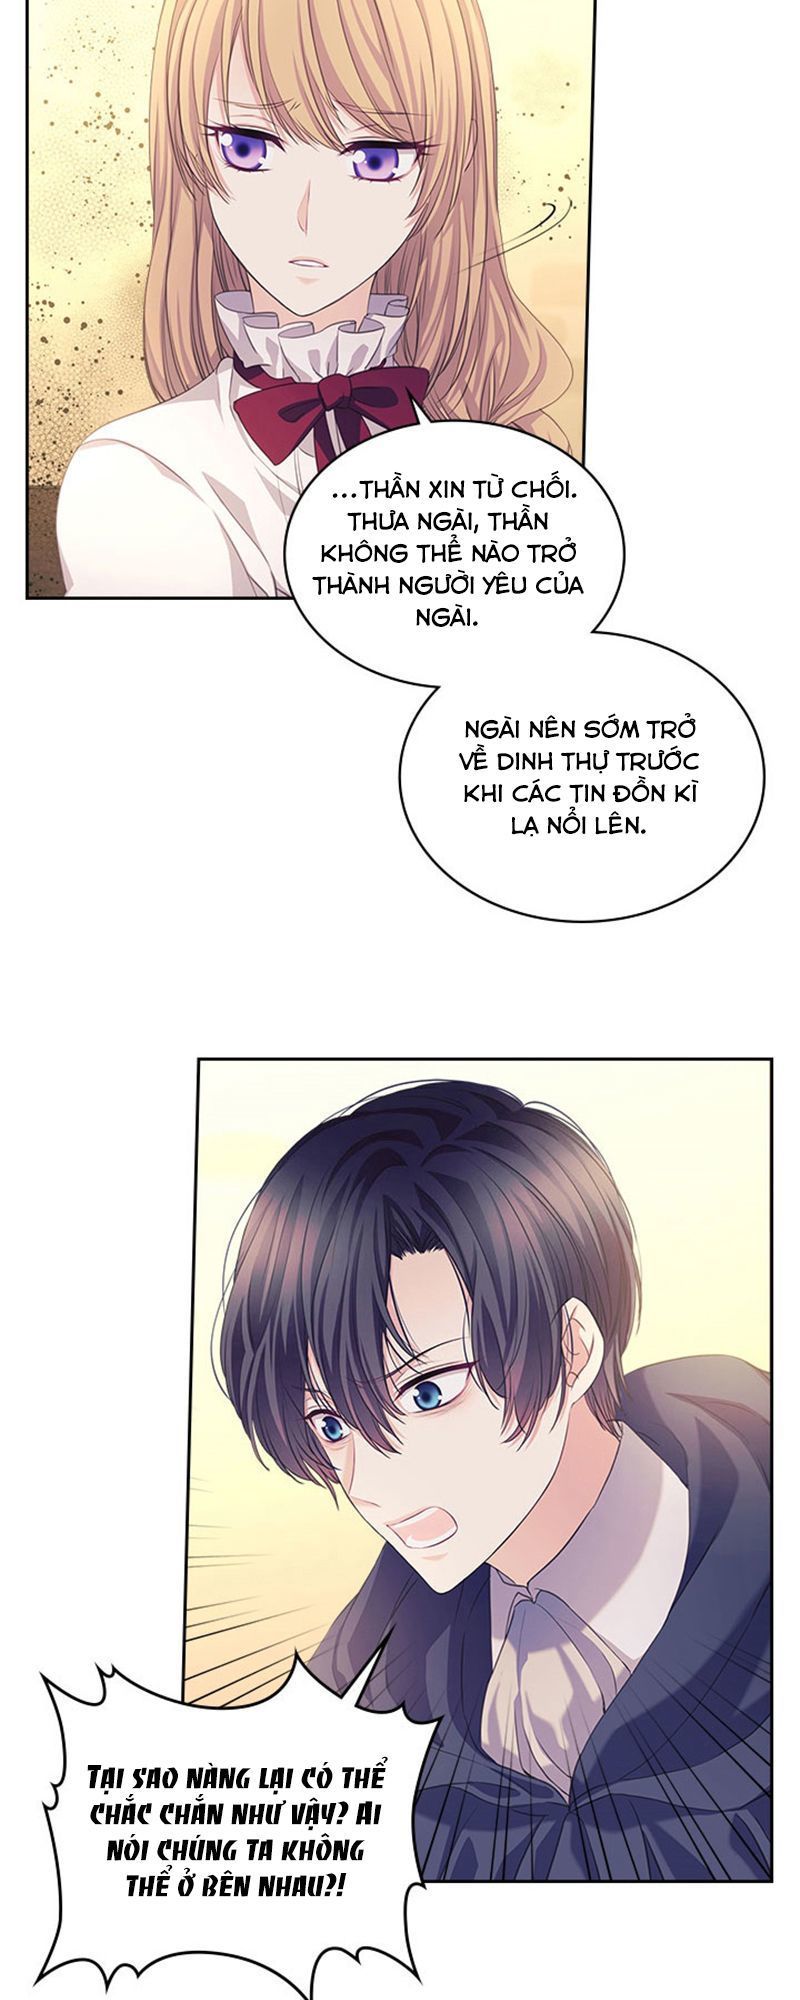 ...THẦN XIN TỪ CHỐI.
THƯA NGÀI, THẦN
KHÔNG THỂ NÀO TRỞ
THÀNH NGƯỜI YÊU CỦA
NGÀI.
NGÀI NÊN SỚM TRỞ
VỀ DINH THỰ TRƯỚC
KHI CÁC TIN ĐỒN KÌ
LẠ NỔI LÊN.
TẠI SAO NÀNG LẠI CÓ THỂ
CHẮC CHẮN NHƯ VẬY? AI
NÓI CHÚNG TA KHÔNG
THỂ Ở BÊN NHAU?!